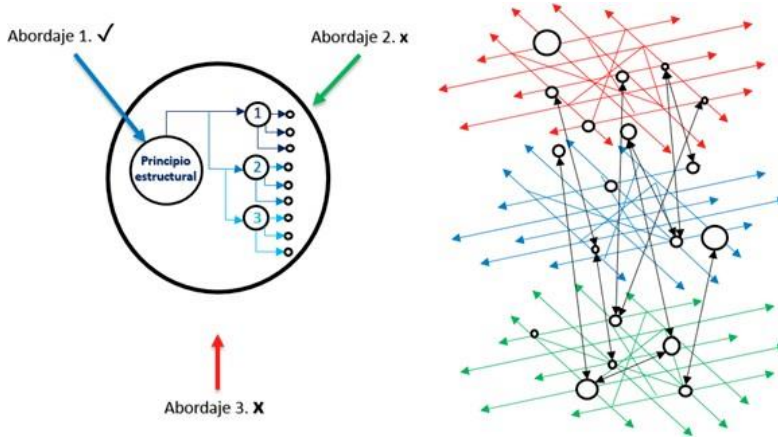 Abordaje 1. √
Abordaje 2. x
Principio
estructural
1
2
3
Abordaje 3. X